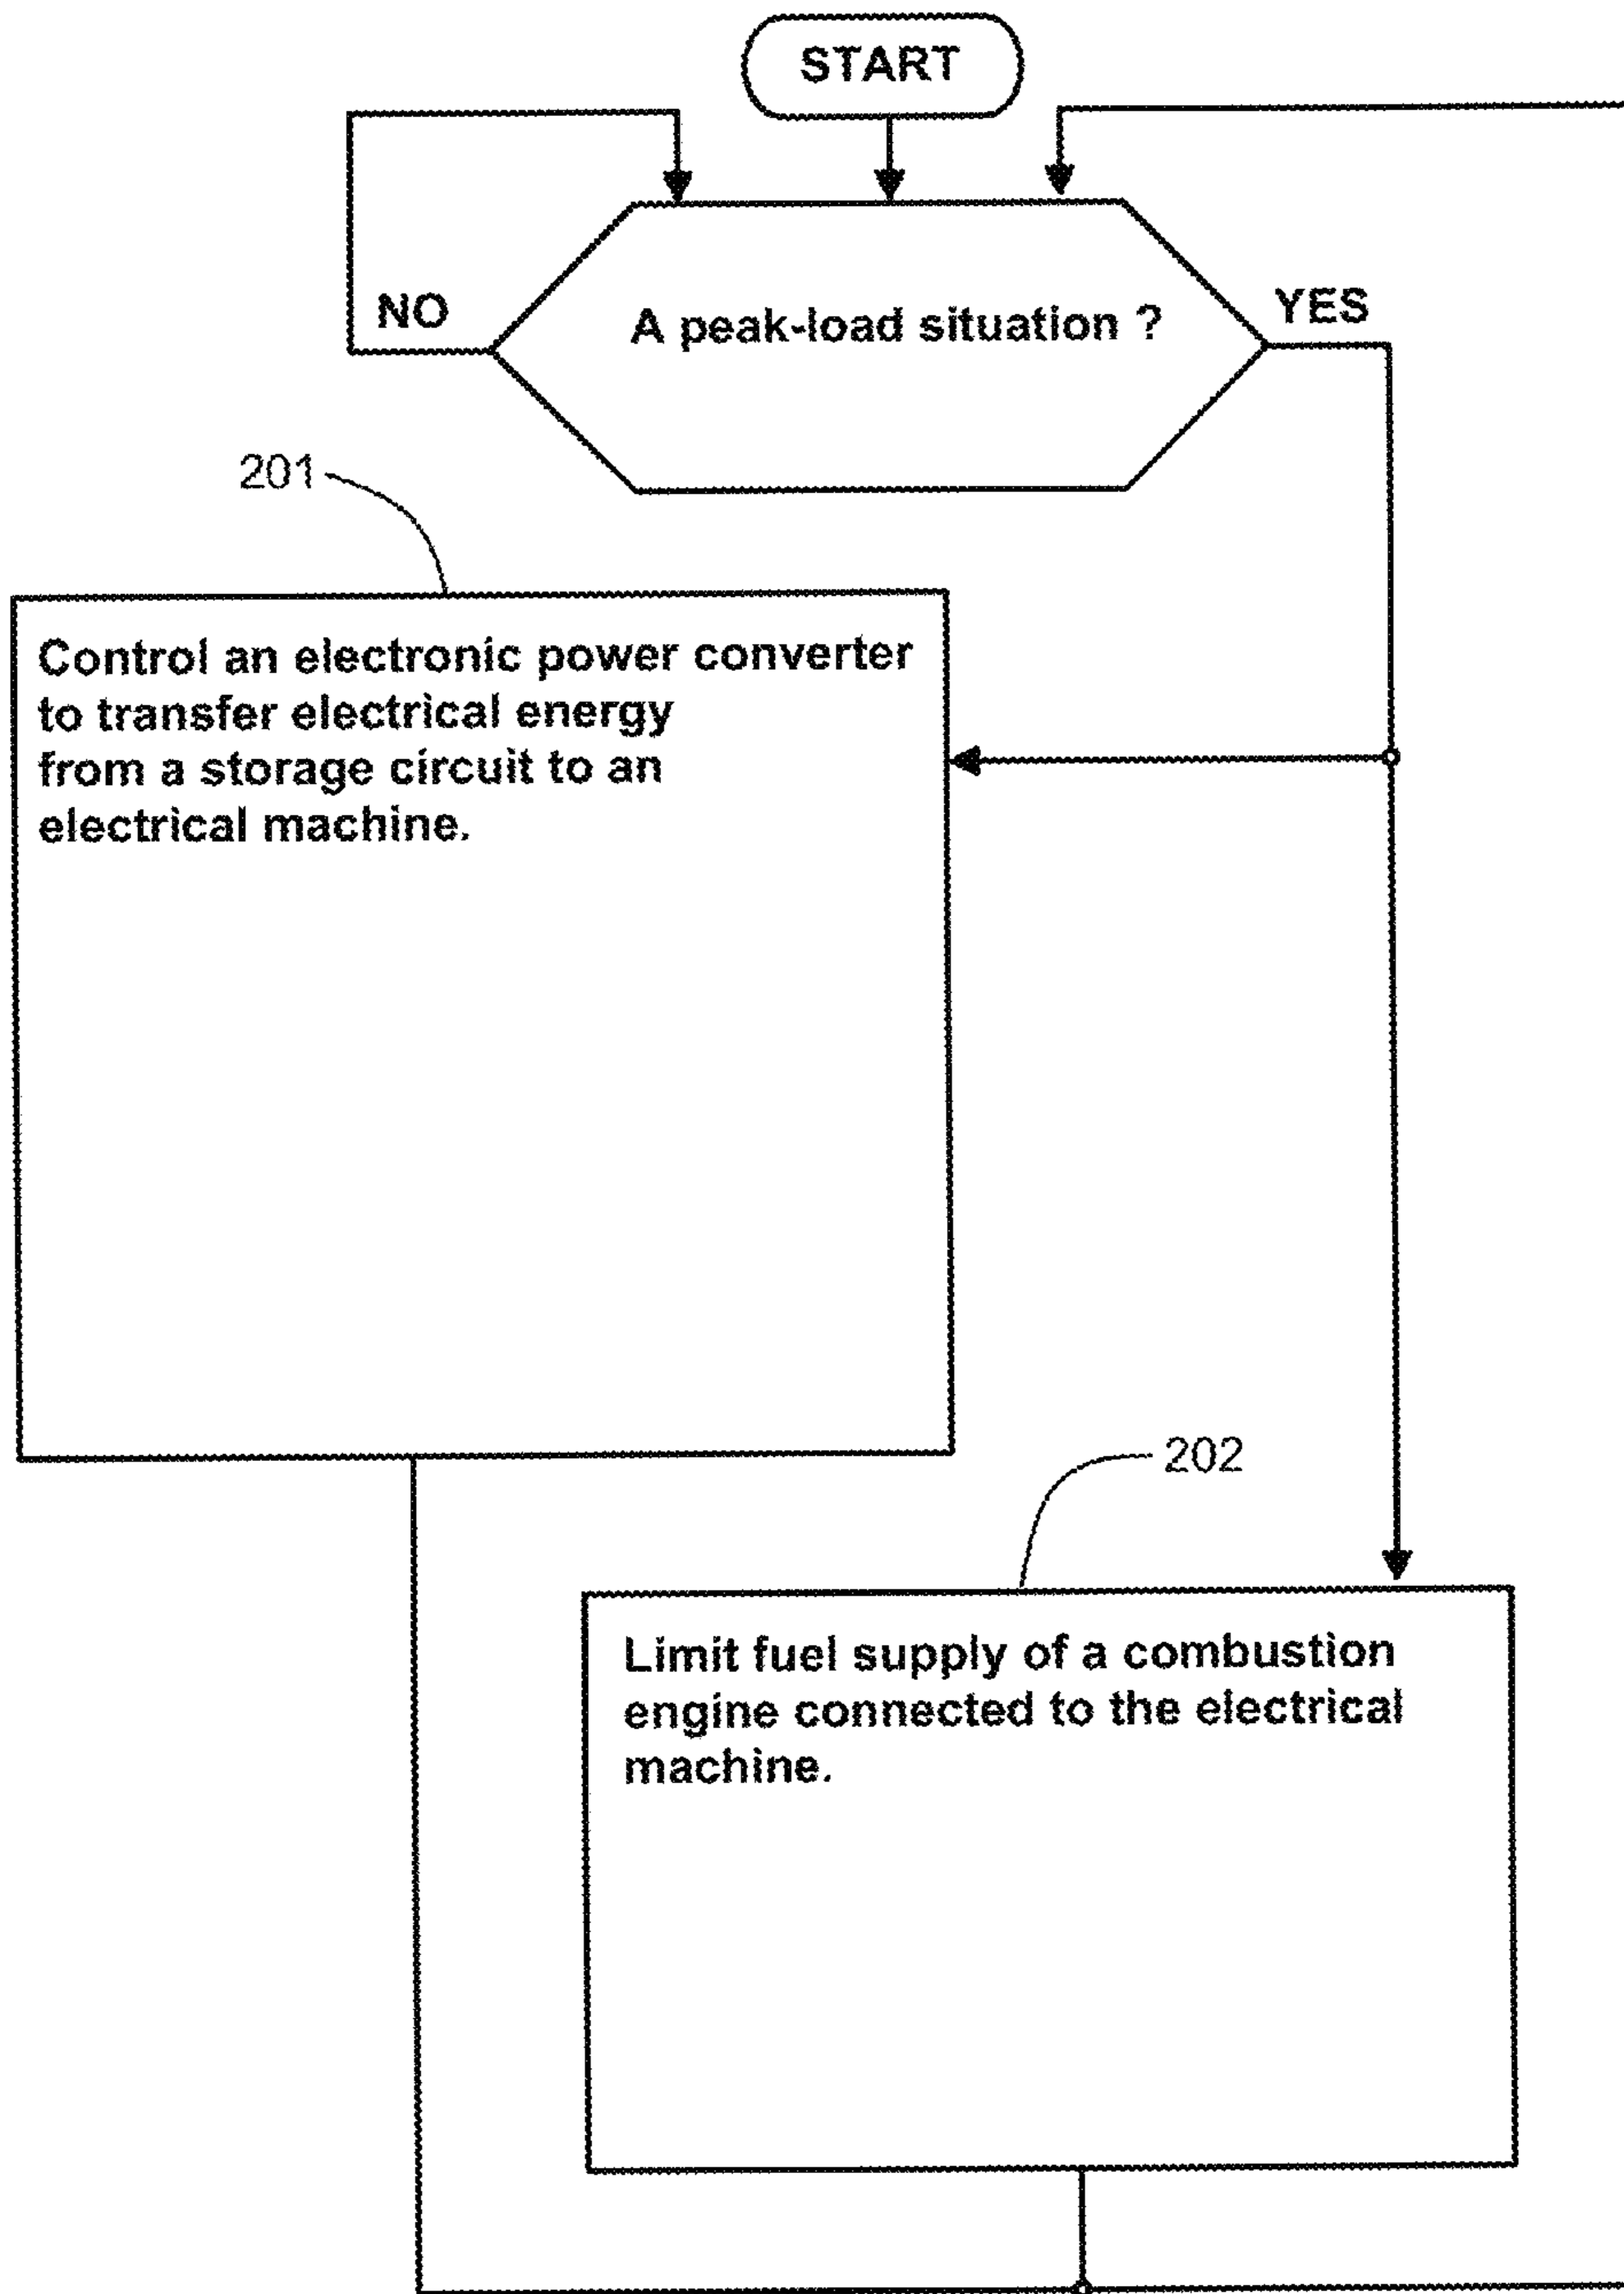 START
NO
A peak-load situation ?
YES
201
Control an electronic power converter
to transfer electrical energy
from a storage circuit to an
electrical machine.
202
Limit fuel supply of a combustion
engine connected to the electrical
machine.